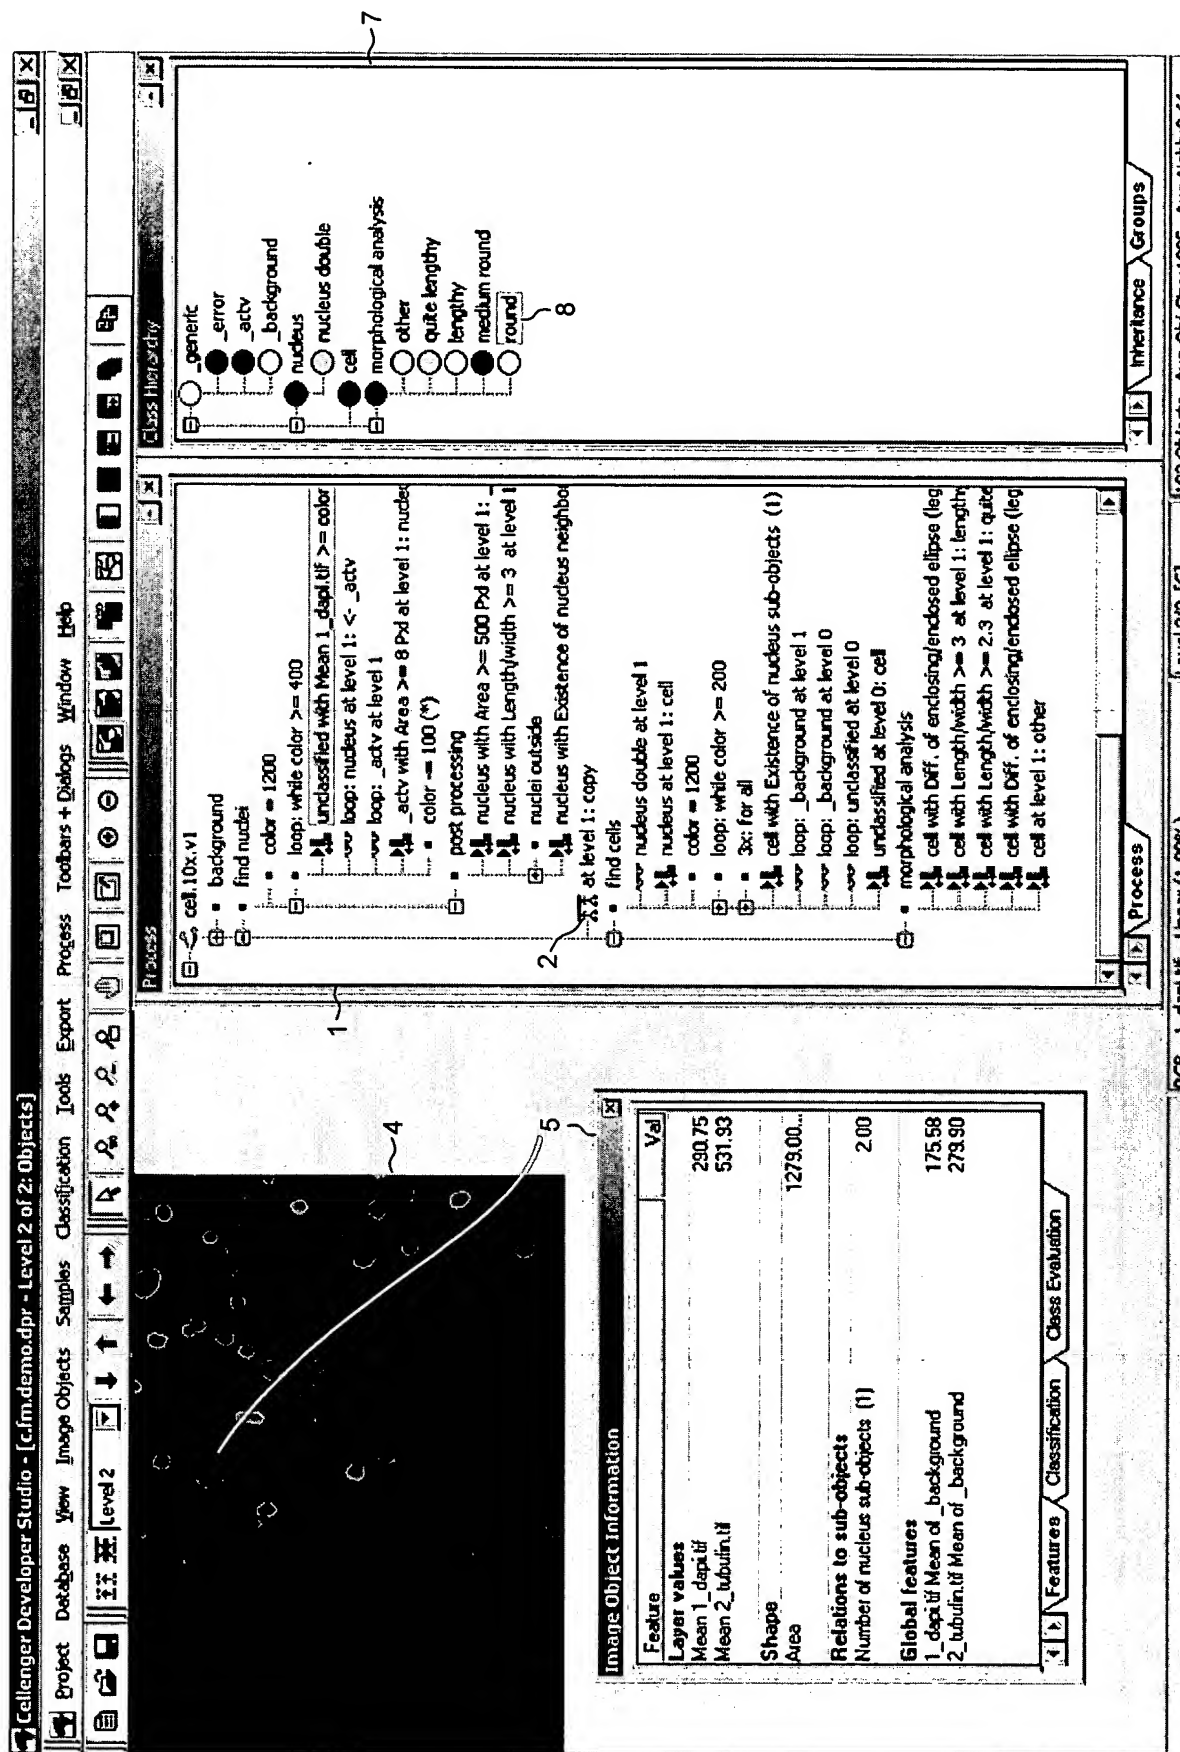 Cellenger Developer Studio - [c.fm.demo.dpr - Level 2 of 2: Objects]
Project Database View Image Objects Samples Classification Tools Export Process Toolbars + Dialogs Window Help
Level 2
4
5
Image Object Information
Feature Val
Layer values
Mean 1_dapi.tif 290.75
Mean 2_tubulin.tif 531.93
Shape
Area 1279.00...
Relations to sub-objects
Number of nucleus sub-objects (1) 2.00
Global features
1_dapi.tif Mean of _background 175.58
2_tubulin.tif Mean of _background 279.90
Features Classification Class Evaluation
1
2
Process
cell.10x.v1
background
find nuclei
color = 1200
loop: while color >= 400
unclassified with Mean 1_dapi.tif >= color
loop: nucleus at level 1: <- _actv
loop: _actv at level 1
_actv with Area >= 8 Pxl at level 1: nucleu
color -= 100 (*)
post processing
nucleus with Area >= 500 Pxl at level 1: _
nucleus with Length/width >= 3 at level 1
nuclei outside
nucleus with Existence of nucleus neighbo
at level 1: copy
find cells
nucleus double at level 1
nucleus at level 1: cell
color = 1200
loop: while color >= 200
3x: for all
cell with Existence of nucleus sub-objects (1)
loop: _background at level 1
loop: _background at level 0
loop: unclassified at level 0
unclassified at level 0: cell
morphological analysis
cell with Diff. of enclosing/enclosed ellipse (leg
cell with Length/width >= 3 at level 1: lengthy
cell with Length/width >= 2.3 at level 1: quite
cell with Diff. of enclosing/enclosed ellipse (leg
cell at level 1: other
Process
Class Hierarchy
7
_generic
_error
_actv
_background
nucleus
nucleus double
cell
morphological analysis
other
quite lengthy
lengthy
medium round
round
8
Inheritance Groups